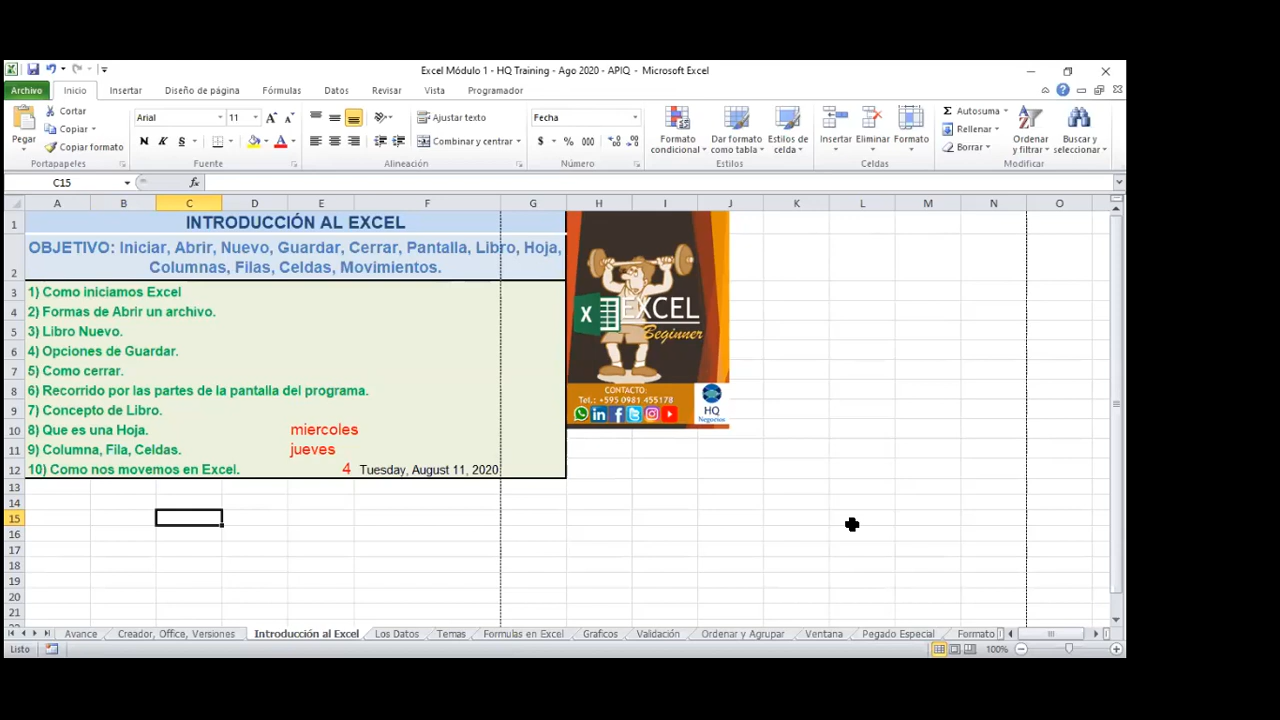 Excel Módulo 1 - HQ Training - Ago 2020 - APIQ - Microsoft Excel
Archivo Inicio Insertar Diseño de página Fórmulas Datos Revisar Vista Programador
Pegar
Cortar
Copiar
Copiar formato
Portapapeles
Arial 11
N K S
Fuente
Ajustar texto
Combinar y centrar
Alineación
Fecha
$ % 000
Número
Formato condicional
Dar formato como tabla
Estilos de celda
Estilos
Insertar Eliminar Formato
Celdas
Autosuma
Rellenar
Borrar
Ordenar y filtrar
Buscar y seleccionar
Modificar
C15 fx
A B C D E F G H I J K L M N O
1 INTRODUCCIÓN AL EXCEL
OBJETIVO: Iniciar, Abrir, Nuevo, Guardar, Cerrar, Pantalla, Libro, Hoja,
2 Columnas, Filas, Celdas, Movimientos.
3 1) Como iniciamos Excel
4 2) Formas de Abrir un archivo.
5 3) Libro Nuevo.
6 4) Opciones de Guardar.
7 5) Como cerrar.
8 6) Recorrido por las partes de la pantalla del programa.
9 7) Concepto de Libro.
10 8) Que es una Hoja. miercoles
11 9) Columna, Fila, Celdas. jueves
12 10) Como nos movemos en Excel. 4 Tuesday, August 11, 2020
13
14
15
16
17
18
19
20
21
X EXCEL
Beginner
CONTACTO:
Tel.: +595 0981 455178
HQ
Negocios
Avance Creador, Office, Versiones Introducción al Excel Los Datos Temas Formulas en Excel Graficos Validación Ordenar y Agrupar Ventana Pegado Especial Formato
Listo 100%